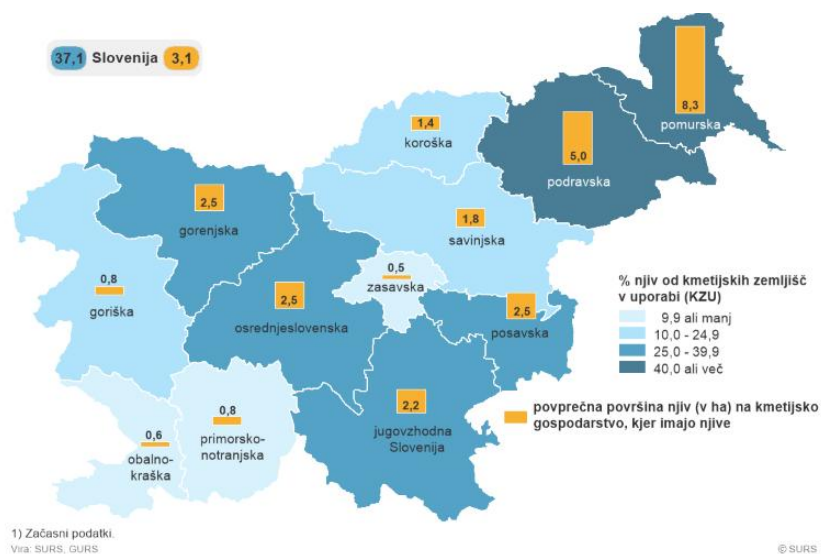 37,1 Slovenija 3,1
8,3
pomurska
1,4
koroška
5,0
podravska
2,5
gorenjska
1,8
savinjska
0,8
goriška
0,5
zasavska
2,5
osrednjeslovenska
2,5
posavska
% njiv od kmetijskih zemljišč
v uporabi (KZU)
9,9 ali manj
10,0 - 24,9
25,0 - 39,9
40,0 ali več
2,2
jugovzhodna
Slovenija
0,8
primorsko-
notranjska
0,6
obalno-
kraška
povprečna površina njiv (v ha) na kmetijsko
gospodarstvo, kjer imajo njive
1) Začasni podatki.
Vira: SURS, GURS
© SURS